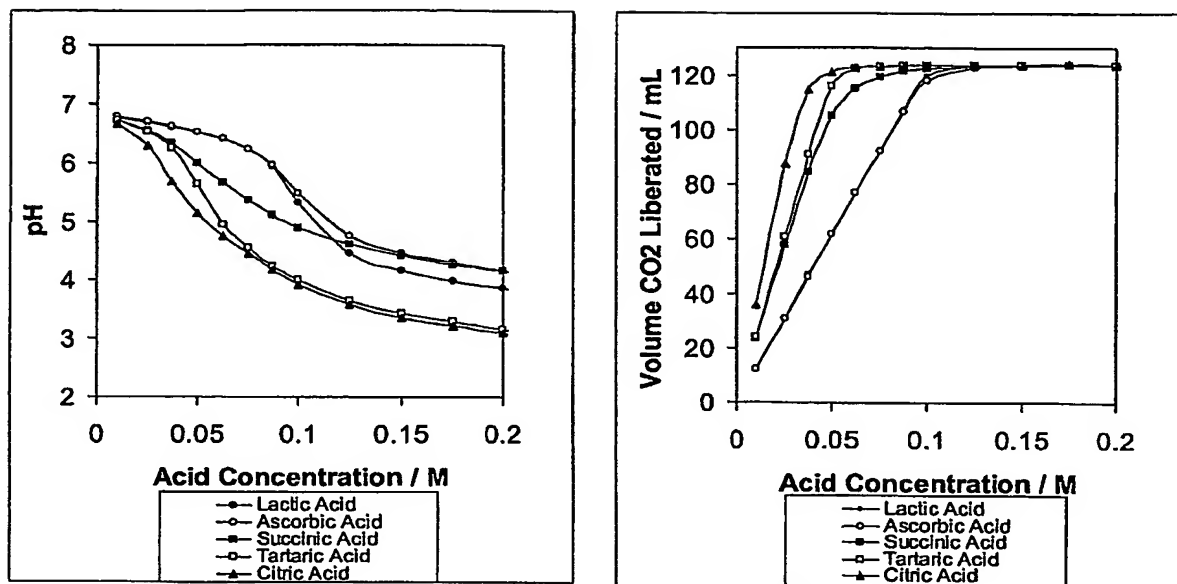 8
7
6
5
4
3
2
pH
0
0.05
0.1
0.15
0.2
Acid Concentration / M
Lactic Acid
Ascorbic Acid
Succinic Acid
Tartaric Acid
Citric Acid
120
100
80
60
40
20
0
Volume CO2 Liberated / mL
0
0.05
0.1
0.15
0.2
Acid Concentration / M
Lactic Acid
Ascorbic Acid
Succinic Acid
Tartaric Acid
Citric Acid